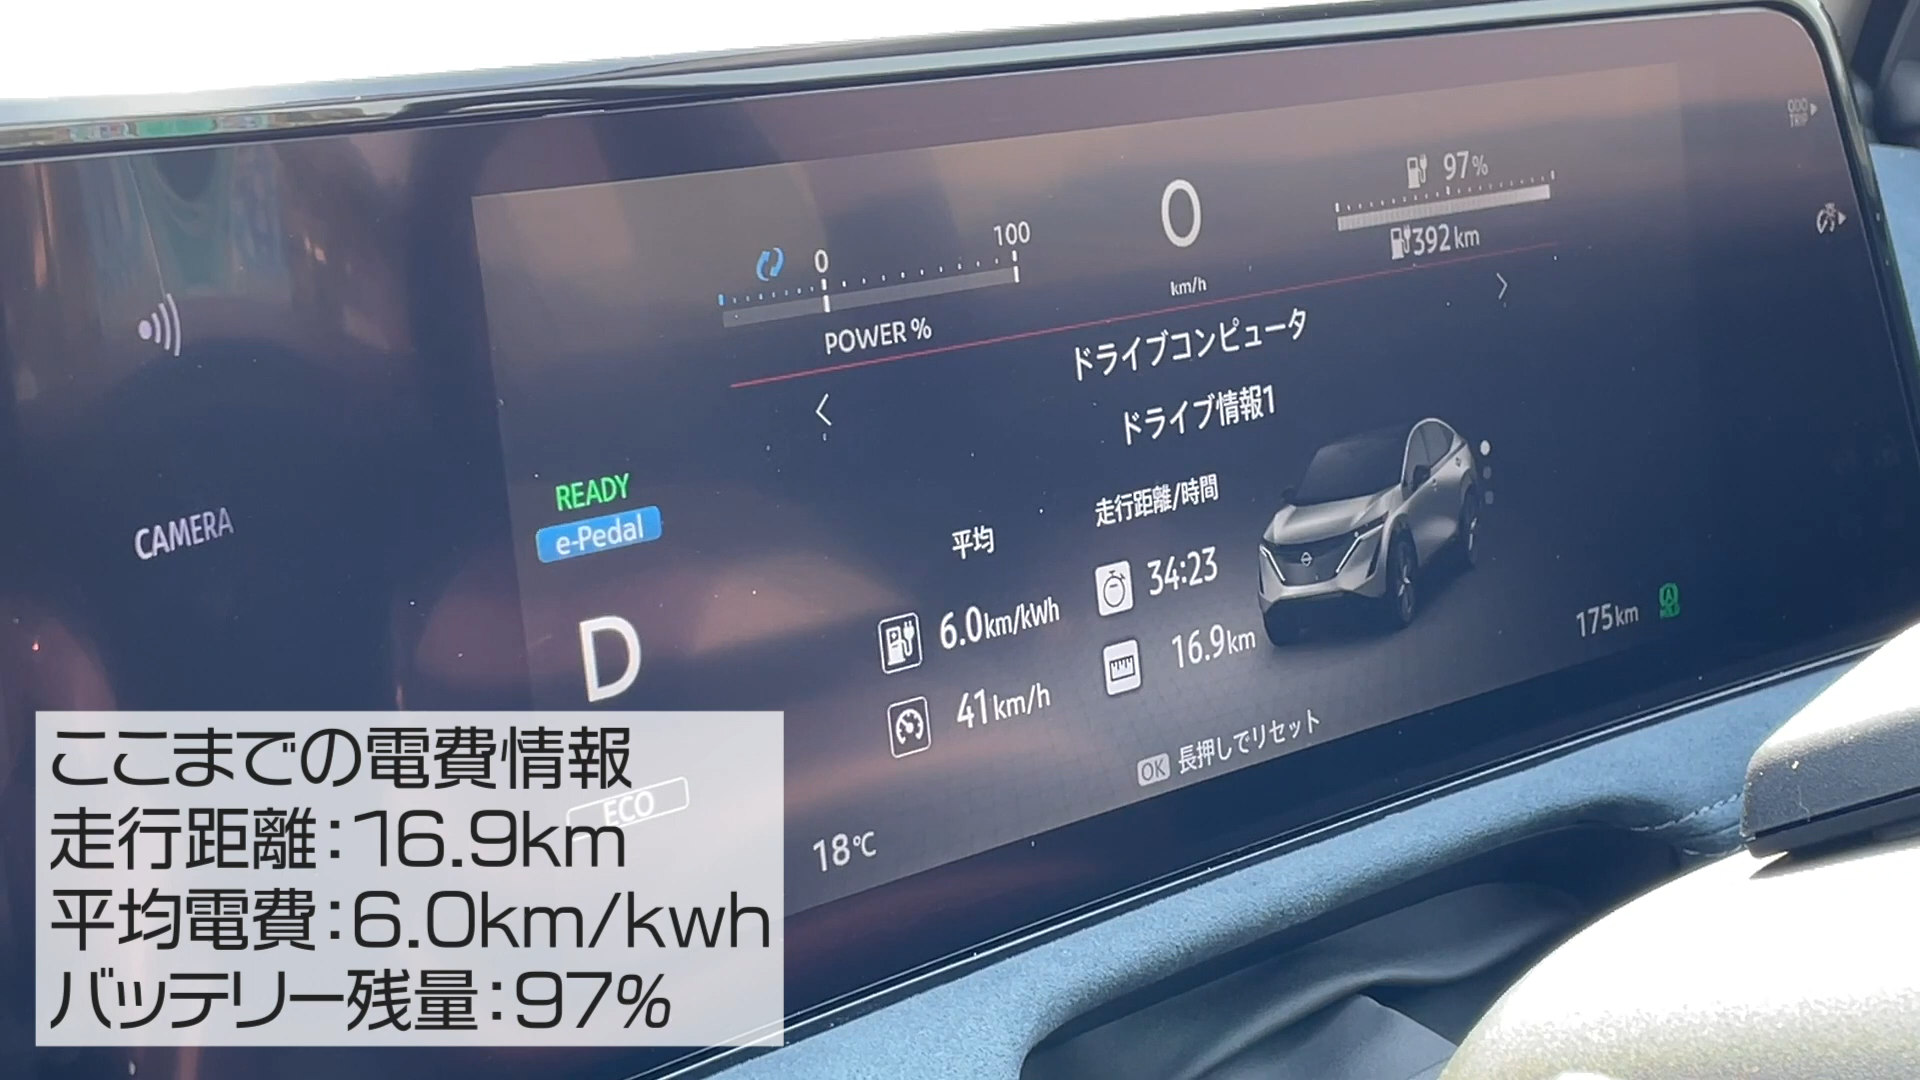 97%
000
TRIP
0
100
0
392km
km/h
POWER %
ドライブコンピュータ
ドライブ情報1
READY
e-Pedal
CAMERA
平均
走行距離/時間
34:23
6.0km/kWh
16.9km
41km/h
175km
D
OK 長押しでリセット
ECO
18℃
ここまでの電費情報
走行距離:16.9km
平均電費:6.0km/kwh
バッテリー残量:97%